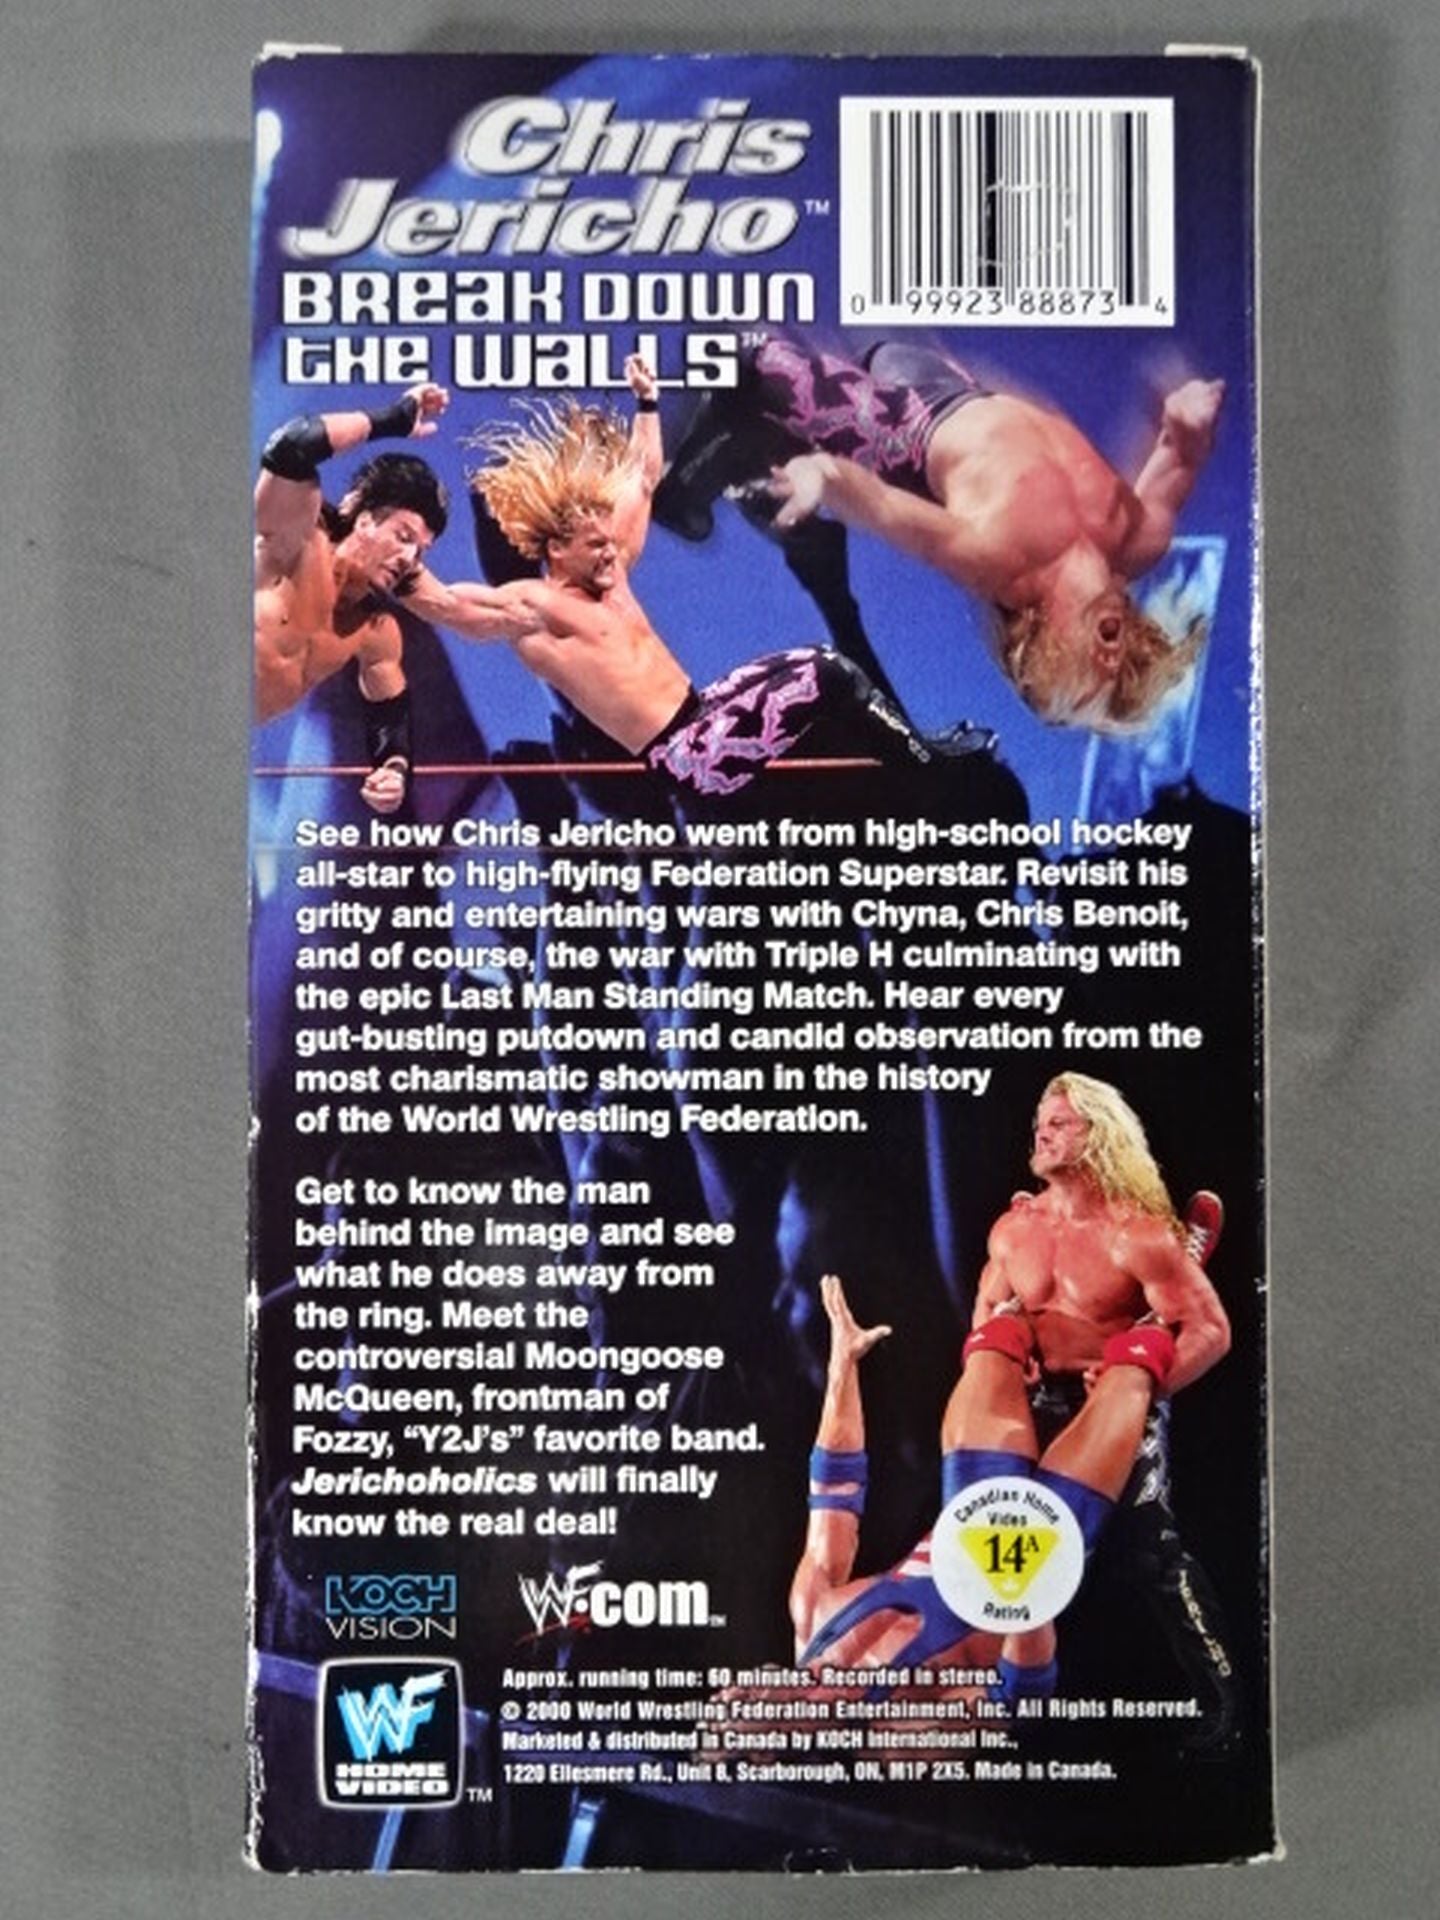 Chris
Jericho™
BREAK DOWN
THE WALLS™
0 99923 88873 4
See how Chris Jericho went from high-school hockey
all-star to high-flying Federation Superstar. Revisit his
gritty and entertaining wars with Chyna, Chris Benoit,
and of course, the war with Triple H culminating with
the epic Last Man Standing Match. Hear every
gut-busting putdown and candid observation from the
most charismatic showman in the history
of the World Wrestling Federation.
Get to know the man
behind the image and see
what he does away from
the ring. Meet the
controversial Moongoose
McQueen, frontman of
Fozzy, “Y2J’s” favorite band.
Jerichoholics will finally
know the real deal!
Canadian Home
Video
14A
Rating
KOCH
VISION
WF.com™
WF
HOME
VIDEO™
Approx. running time: 60 minutes. Recorded in stereo.
© 2000 World Wrestling Federation Entertainment, Inc. All Rights Reserved.
Marketed & distributed in Canada by KOCH International Inc.,
1220 Ellesmere Rd., Unit 8, Scarborough, ON, M1P 2X5. Made in Canada.